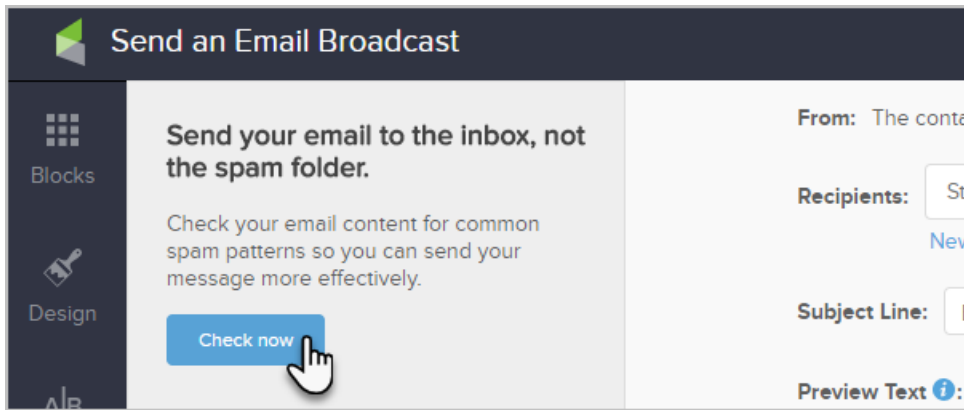 Send an Email Broadcast
Blocks
Design
A|B
Send your email to the inbox, not
the spam folder.
Check your email content for common
spam patterns so you can send your
message more effectively.
Check now
From: The
Recipients:
Subject Line:
Preview Text i: